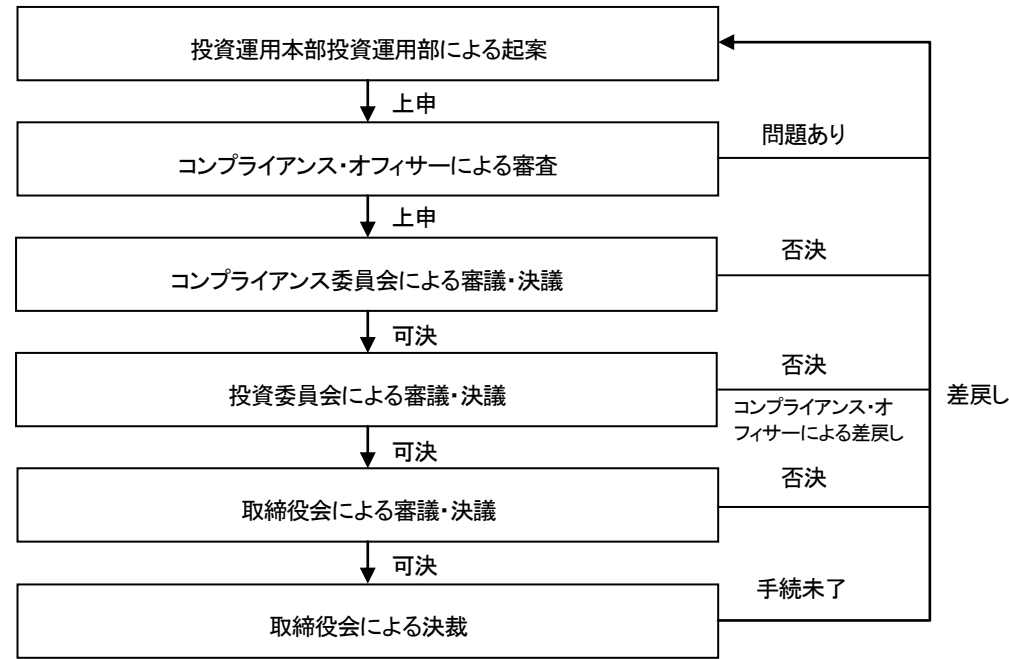 投資運用本部投資運用部による起案
上申
問題あり
コンプライアンス・オフィサーによる審査
上申
否決
コンプライアンス委員会による審議・決議
可決
否決
投資委員会による審議・決議
コンプライアンス・オ
フィサーによる差戻し
差戻し
可決
否決
取締役会による審議・決議
可決
手続未了
取締役会による決裁